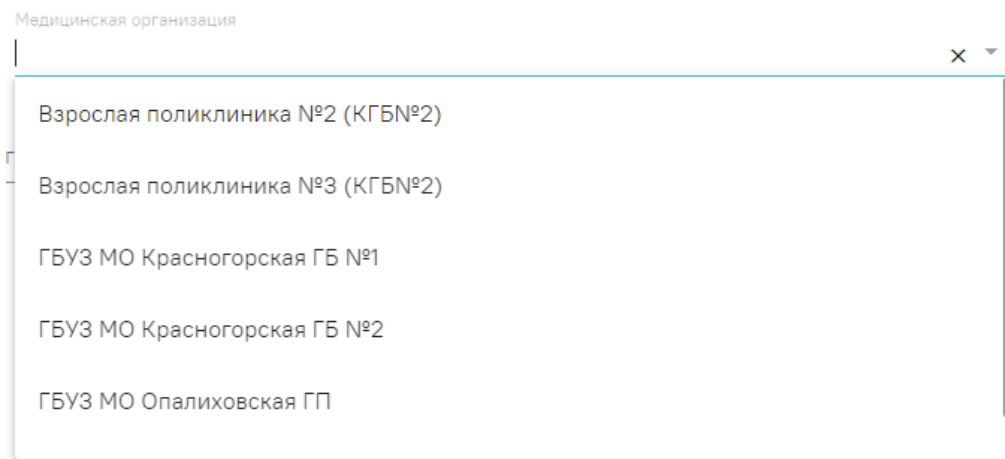 Медицинская организация
Взрослая поликлиника №2 (КГБ№2)
Взрослая поликлиника №3 (КГБ№2)
ГБУЗ МО Красногорская ГБ №1
ГБУЗ МО Красногорская ГБ №2
ГБУЗ МО Опалиховская ГП